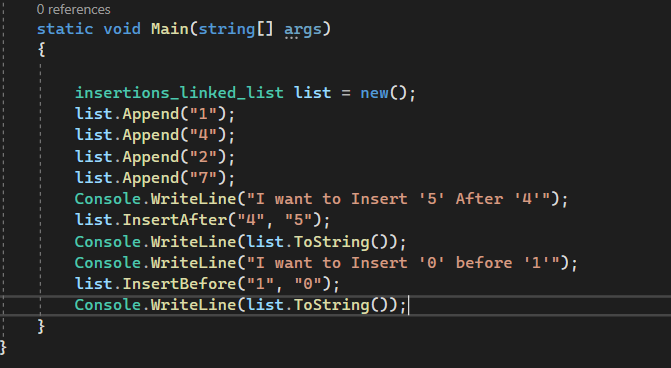 0 references
static void Main(string[] args)
{
insertions_linked_list list = new();
list.Append("1");
list.Append("4");
list.Append("2");
list.Append("7");
Console.WriteLine("I want to Insert '5' After '4'");
list.InsertAfter("4", "5");
Console.WriteLine(list.ToString());
Console.WriteLine("I want to Insert '0' before '1'");
list.InsertBefore("1", "0");
Console.WriteLine(list.ToString());
}
}